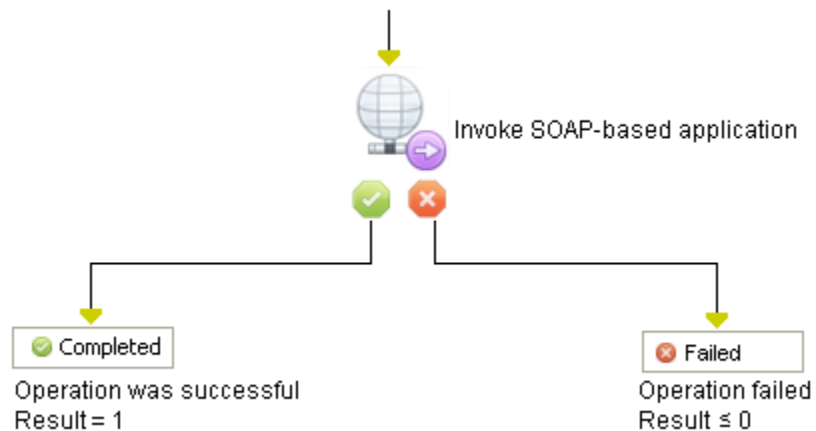 Invoke SOAP-based application
Completed
Failed
Operation was successful
Result = 1
Operation failed
Result ≤ 0